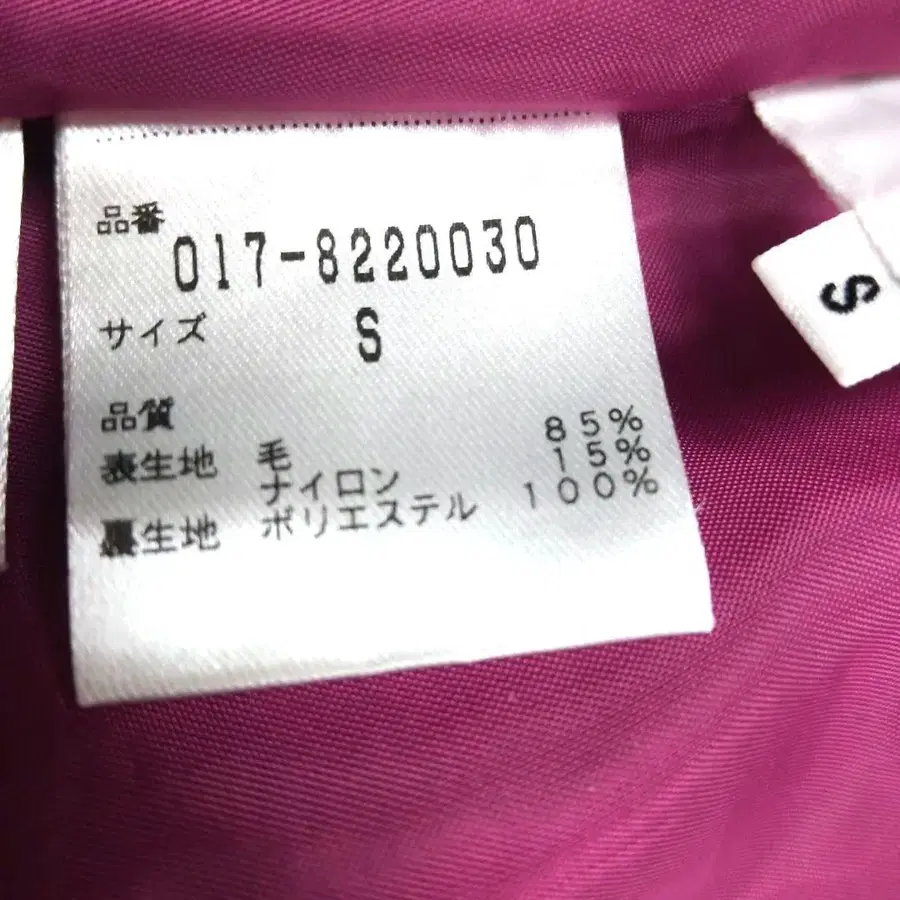 品番
017-8220030
サイズ S
品質
表生地 毛 85%
ナイロン 15%
裏生地 ポリエステル 100%
S